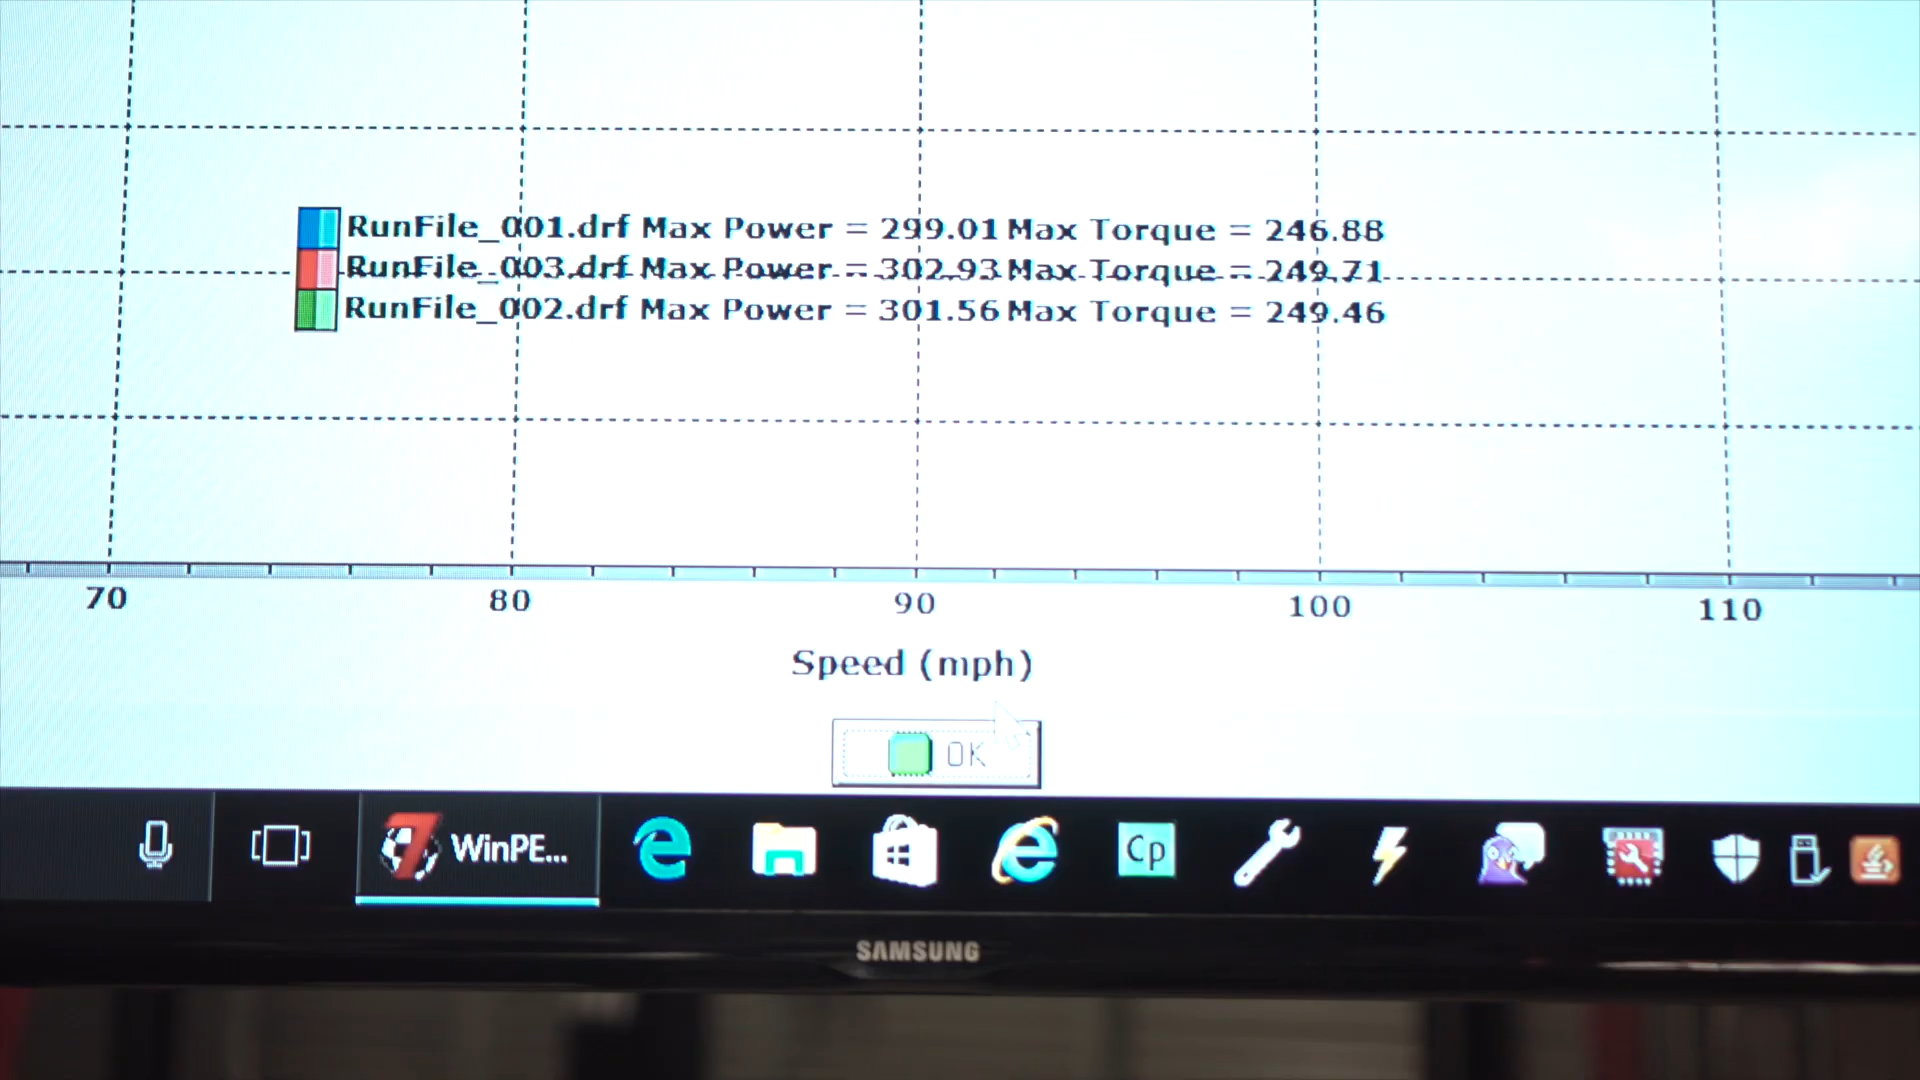 RunFile_001.drf Max Power = 299.01 Max Torque = 246.88
RunFile_003.drf Max Power = 302.93 Max Torque = 249.71
RunFile_002.drf Max Power = 301.56 Max Torque = 249.46
70 80 90 100 110
Speed (mph)
OK
7 WinPE... Cp
SAMSUNG